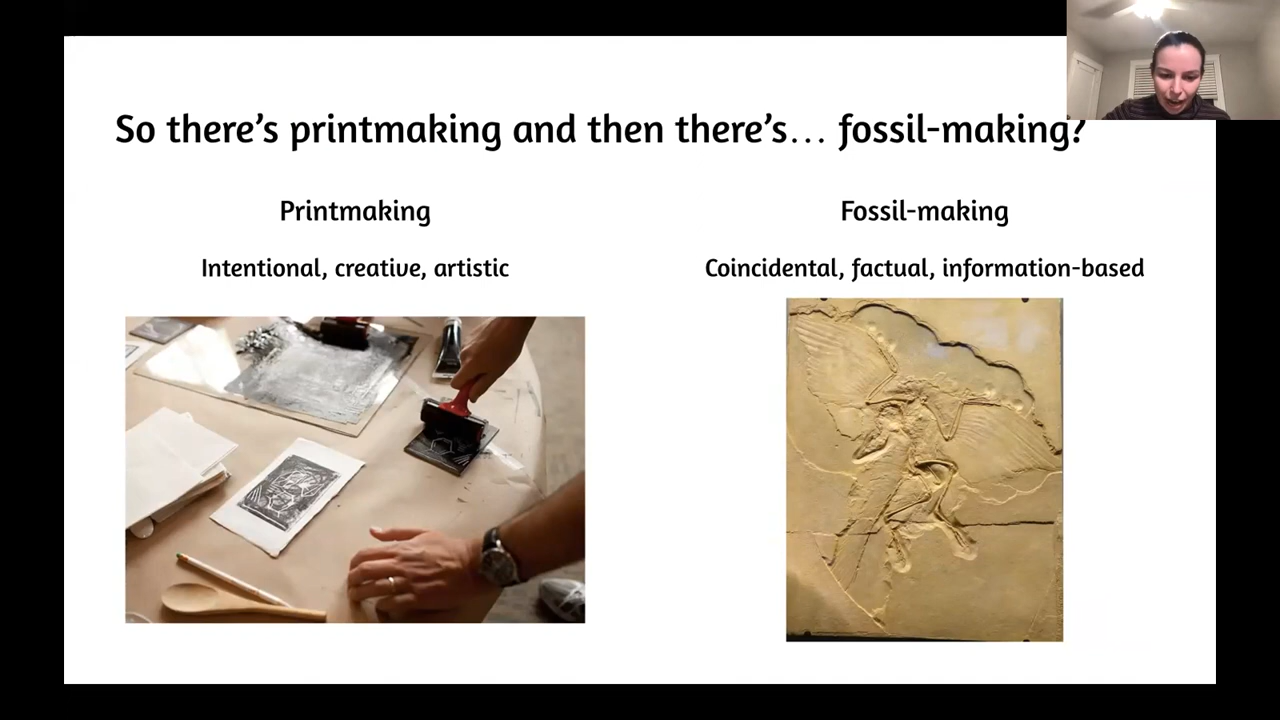 So there's printmaking and then there's... fossil-making?
Printmaking
Fossil-making
Intentional, creative, artistic
Coincidental, factual, information-based